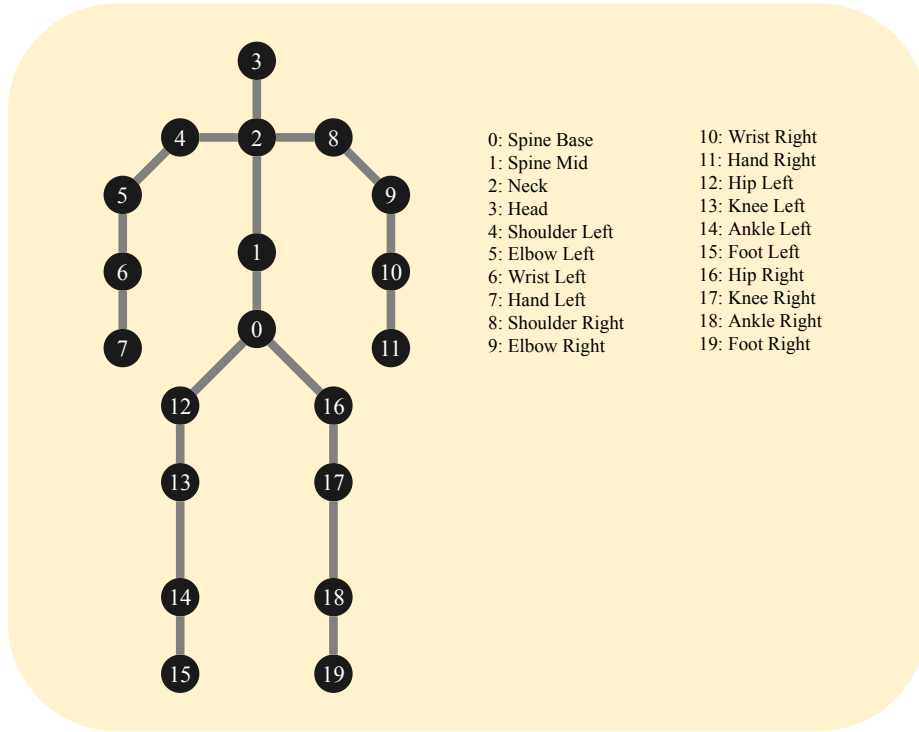 3
4
2
8
5
9
1
6
10
0
7
11
12
16
13
17
14
18
15
19
0: Spine Base
1: Spine Mid
2: Neck
3: Head
4: Shoulder Left
5: Elbow Left
6: Wrist Left
7: Hand Left
8: Shoulder Right
9: Elbow Right
10: Wrist Right
11: Hand Right
12: Hip Left
13: Knee Left
14: Ankle Left
15: Foot Left
16: Hip Right
17: Knee Right
18: Ankle Right
19: Foot Right